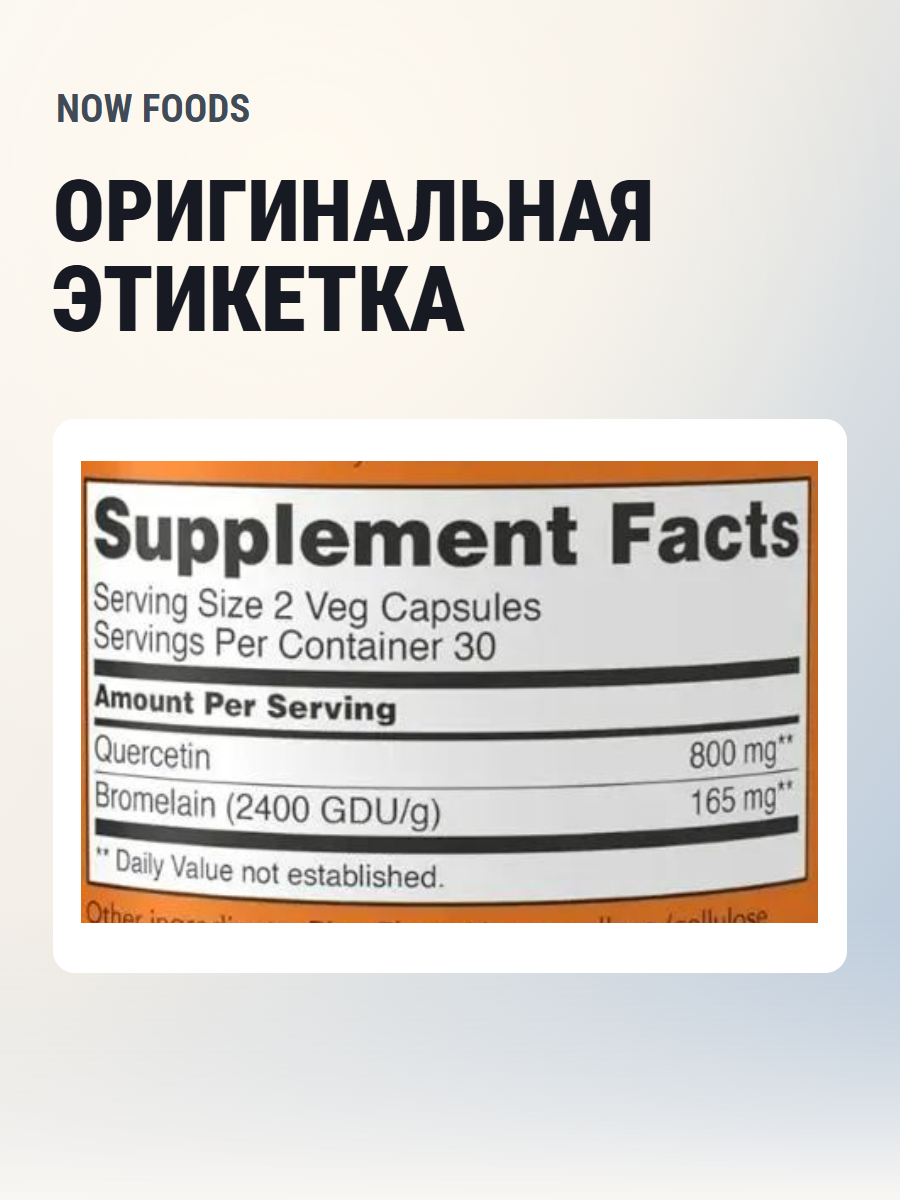 NOW FOODS
ОРИГИНАЛЬНАЯ
ЭТИКЕТКА
Supplement Facts
Serving Size 2 Veg Capsules
Servings Per Container 30
Amount Per Serving
Quercetin 800 mg**
Bromelain (2400 GDU/g) 165 mg**
** Daily Value not established.
Other